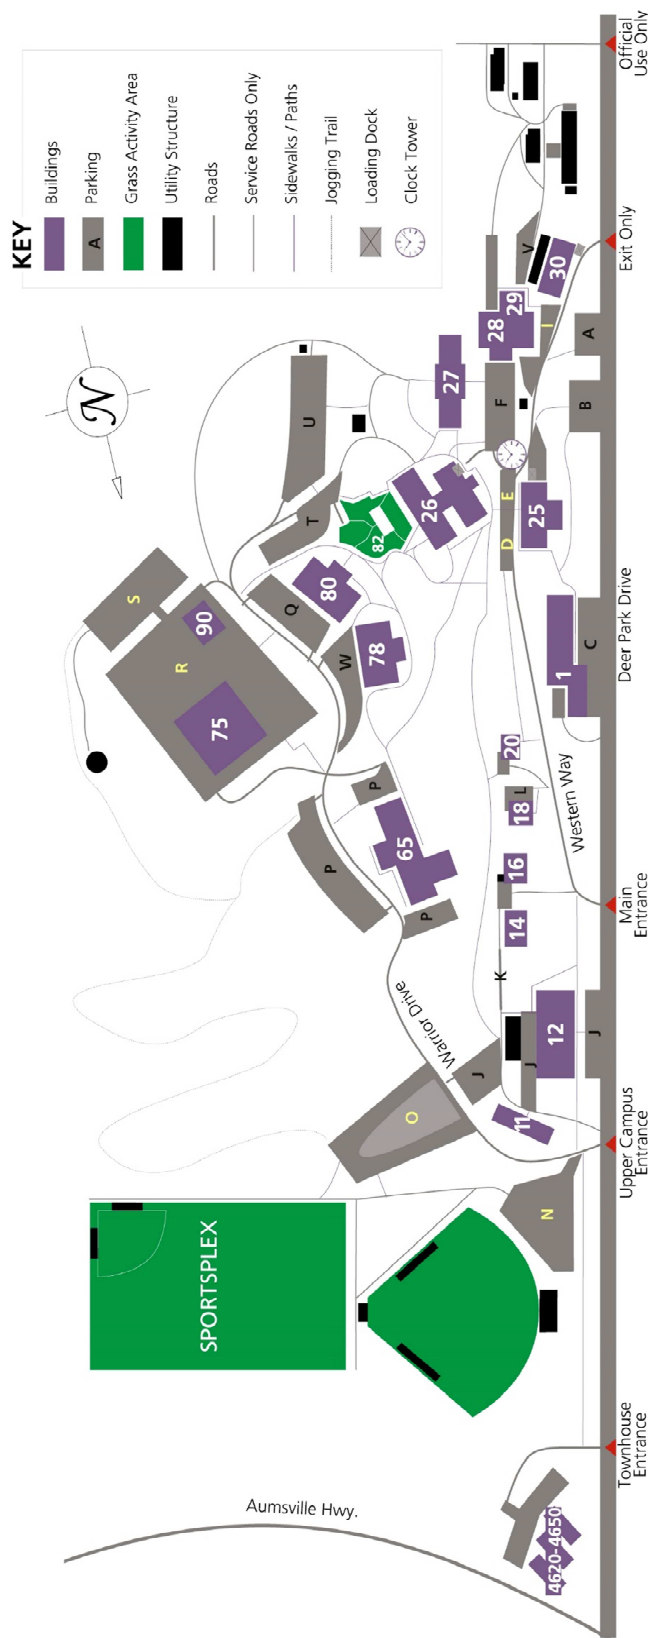 KEY
Buildings
A
Parking
Grass Activity Area
Utility Structure
Roads
Service Roads Only
Sidewalks / Paths
Jogging Trail
Loading Dock
Clock Tower
N
SPORTSPLEX
Aumsville Hwy.
Warrior Drive
Western Way
Deer Park Drive
S
R
90
75
U
T
Q
80
82
W
78
P
P
65
P
O
J
27
26
28
29
F
E
D
V
30
I
A
B
25
C
1
20
L
18
16
14
K
12
J
J
11
N
4620-4650
Townhouse
Entrance
Upper Campus
Entrance
Main
Entrance
Exit Only
Official
Use Only